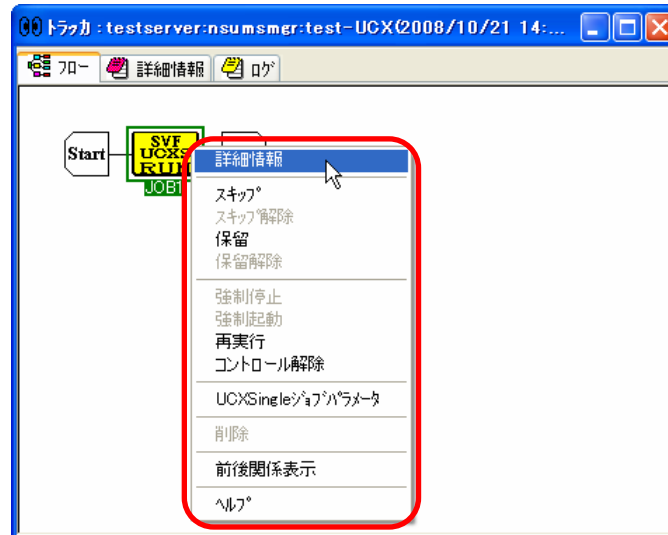 トラッカ : testserver:nsumsmgr:test-UCX(2008/10/21 14:...
フロー 詳細情報 ログ
Start
SVF
UCXS
RUN
JOB1
詳細情報
スキップ
スキップ解除
保留
保留解除
強制停止
強制起動
再実行
コントロール解除
UCXSingleジョブパラメータ
削除
前後関係表示
ヘルプ